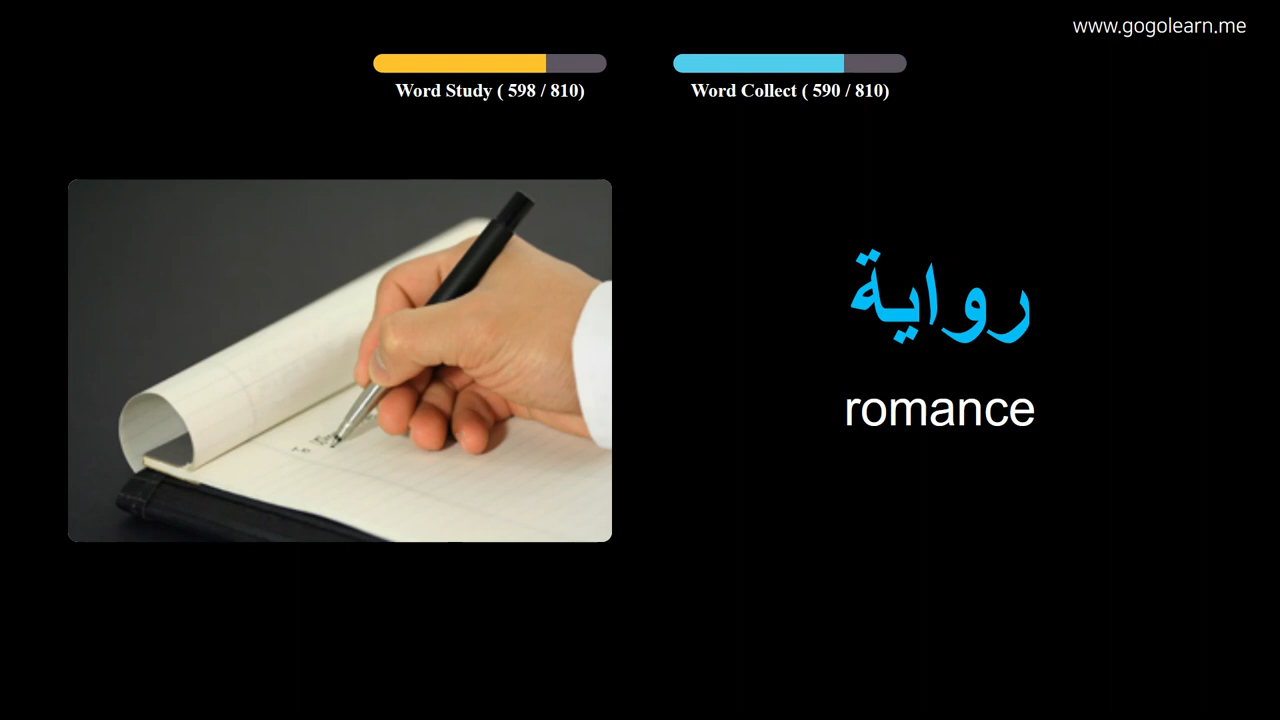 www.gogolearn.me
Word Study ( 598 / 810)
Word Collect ( 590 / 810)
رواية
romance